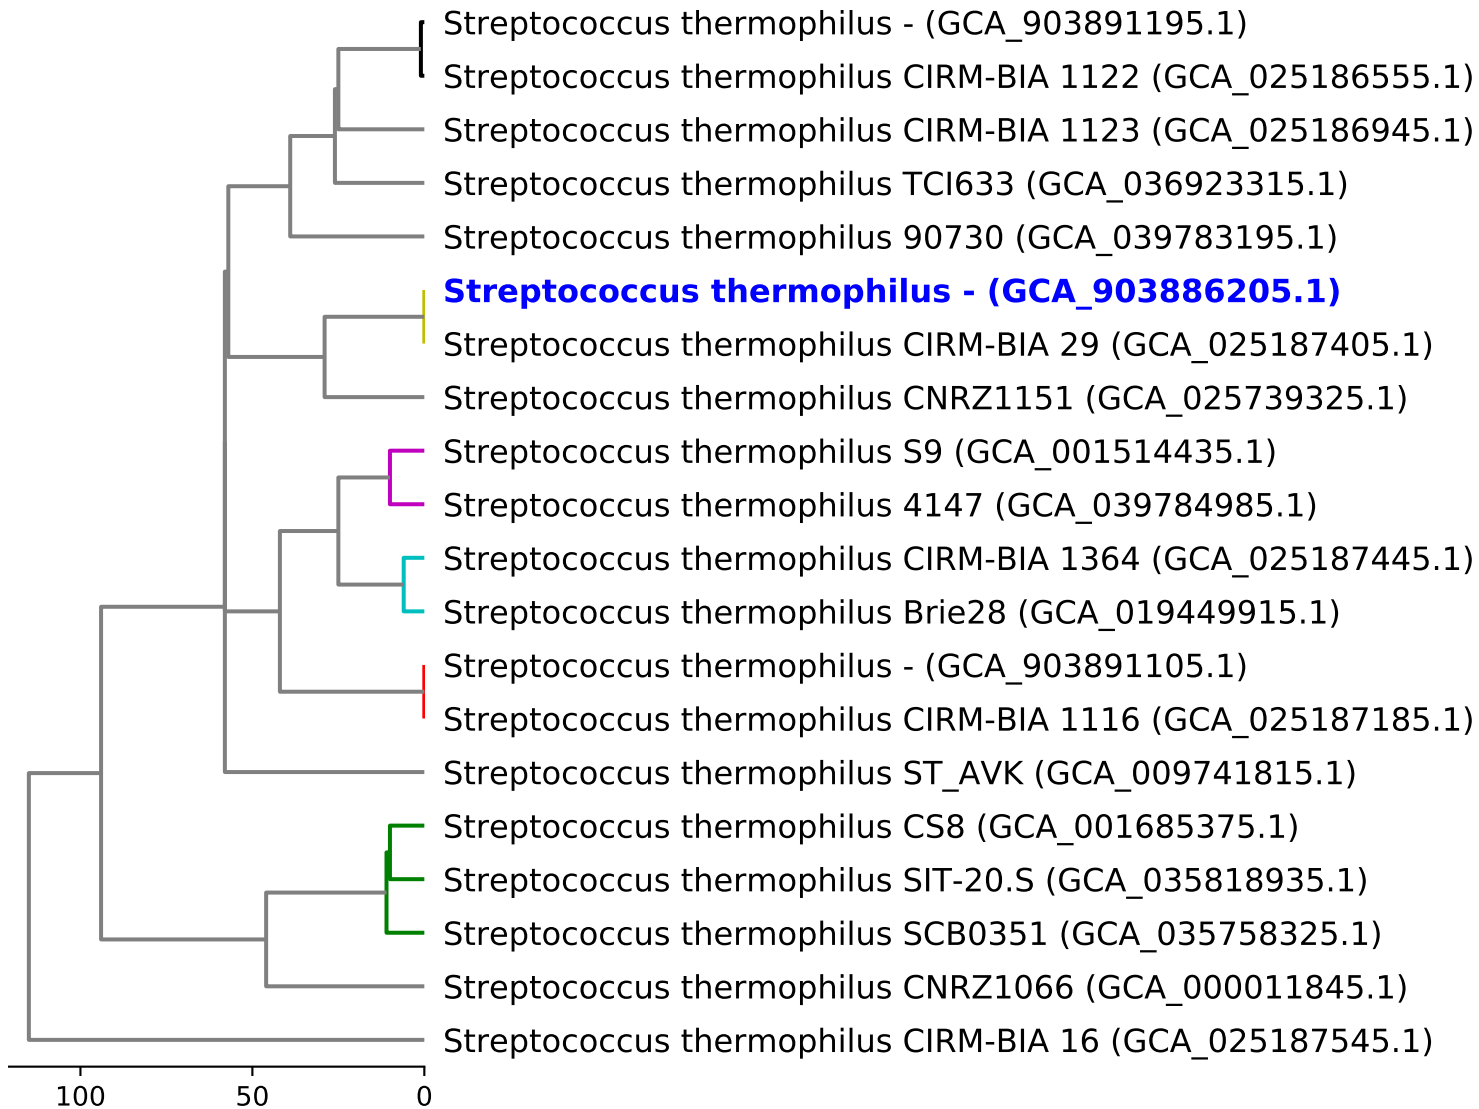 Streptococcus thermophilus - (GCA_903891195.1)
Streptococcus thermophilus CIRM-BIA 1122 (GCA_025186555.1)
Streptococcus thermophilus CIRM-BIA 1123 (GCA_025186945.1)
Streptococcus thermophilus TCI633 (GCA_036923315.1)
Streptococcus thermophilus 90730 (GCA_039783195.1)
Streptococcus thermophilus - (GCA_903886205.1)
Streptococcus thermophilus CIRM-BIA 29 (GCA_025187405.1)
Streptococcus thermophilus CNRZ1151 (GCA_025739325.1)
Streptococcus thermophilus S9 (GCA_001514435.1)
Streptococcus thermophilus 4147 (GCA_039784985.1)
Streptococcus thermophilus CIRM-BIA 1364 (GCA_025187445.1)
Streptococcus thermophilus Brie28 (GCA_019449915.1)
Streptococcus thermophilus - (GCA_903891105.1)
Streptococcus thermophilus CIRM-BIA 1116 (GCA_025187185.1)
Streptococcus thermophilus ST_AVK (GCA_009741815.1)
Streptococcus thermophilus CS8 (GCA_001685375.1)
Streptococcus thermophilus SIT-20.S (GCA_035818935.1)
Streptococcus thermophilus SCB0351 (GCA_035758325.1)
Streptococcus thermophilus CNRZ1066 (GCA_000011845.1)
Streptococcus thermophilus CIRM-BIA 16 (GCA_025187545.1)
100 50 0